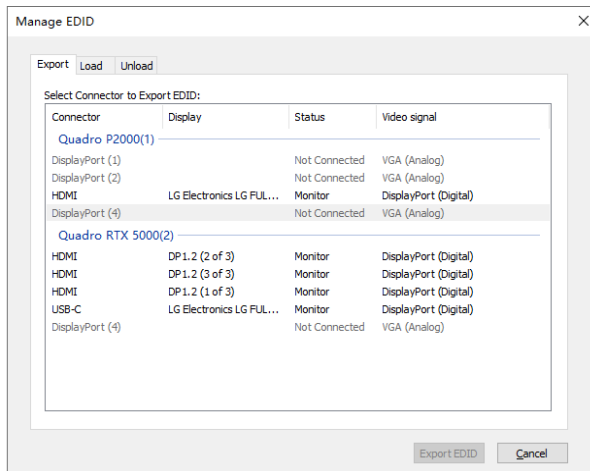 Manage EDID
Export Load Unload
Select Connector to Export EDID:
Connector Display Status Video signal
Quadro P2000(1)
DisplayPort (1) Not Connected VGA (Analog)
DisplayPort (2) Not Connected VGA (Analog)
HDMI LG Electronics LG FUL... Monitor DisplayPort (Digital)
DisplayPort (4) Not Connected VGA (Analog)
Quadro RTX 5000(2)
HDMI DP1.2 (2 of 3) Monitor DisplayPort (Digital)
HDMI DP1.2 (3 of 3) Monitor DisplayPort (Digital)
HDMI DP1.2 (1 of 3) Monitor DisplayPort (Digital)
USB-C LG Electronics LG FUL... Monitor DisplayPort (Digital)
DisplayPort (4) Not Connected VGA (Analog)
Export EDID Cancel